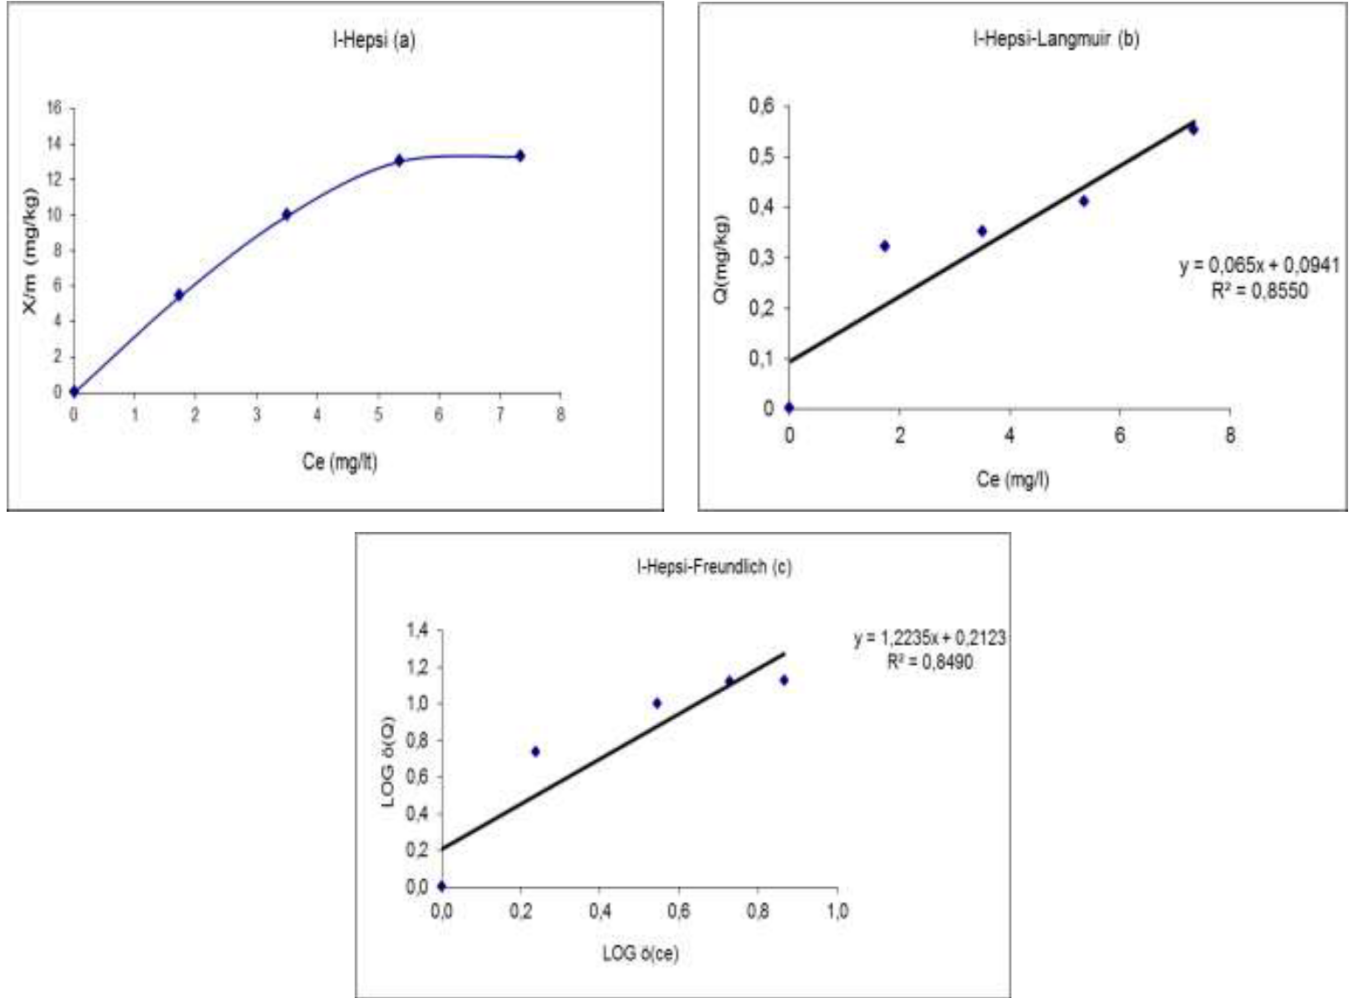 I-Hepsi (a)
16
14
12
10
8
6
4
2
0
X/m (mg/kg)
0 1 2 3 4 5 6 7 8
Ce (mg/lt)
I-Hepsi-Langmuir (b)
0,6
0,5
0,4
0,3
0,2
0,1
0
Q(mg/kg)
y = 0,065x + 0,0941
R² = 0,8550
0 2 4 6 8
Ce (mg/l)
I-Hepsi-Freundlich (c)
1,4
1,2
1,0
0,8
0,6
0,4
0,2
0,0
LOG ö(Q)
y = 1,2235x + 0,2123
R² = 0,8490
0,0 0,2 0,4 0,6 0,8 1,0
LOG ö(ce)